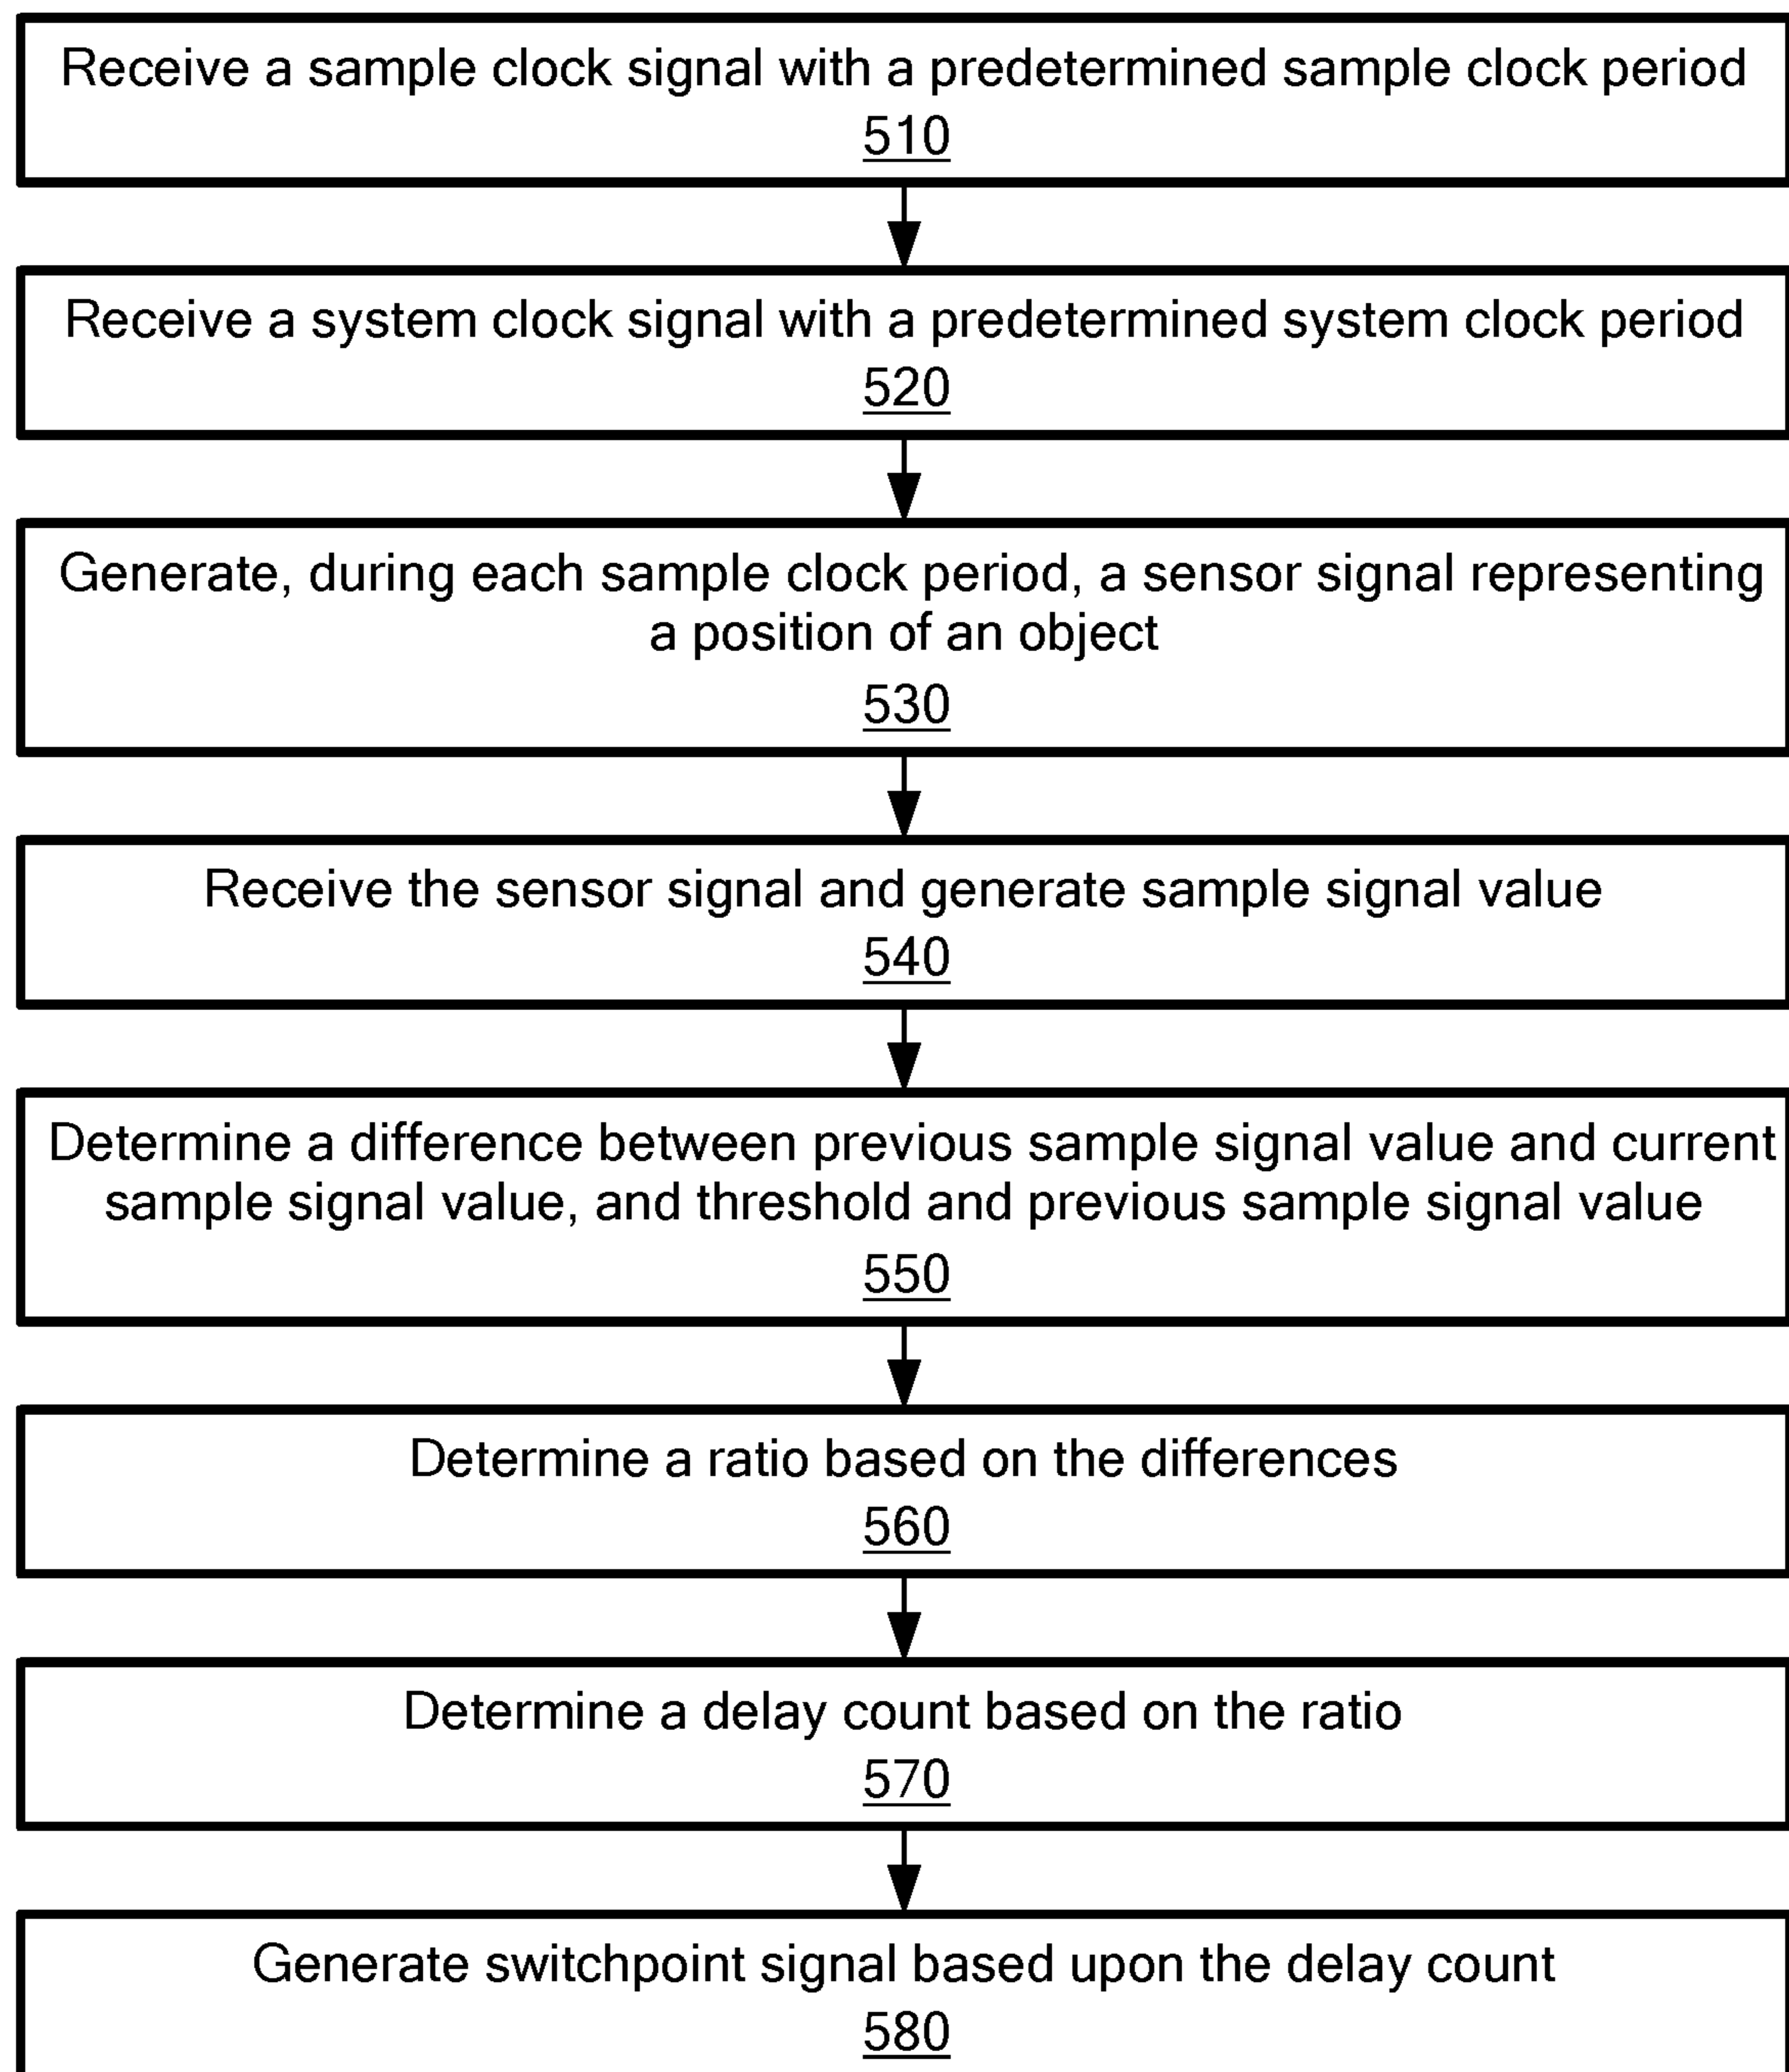 Receive a sample clock signal with a predetermined sample clock period
510
Receive a system clock signal with a predetermined system clock period
520
Generate, during each sample clock period, a sensor signal representing
a position of an object
530
Receive the sensor signal and generate sample signal value
540
Determine a difference between previous sample signal value and current
sample signal value, and threshold and previous sample signal value
550
Determine a ratio based on the differences
560
Determine a delay count based on the ratio
570
Generate switchpoint signal based upon the delay count
580